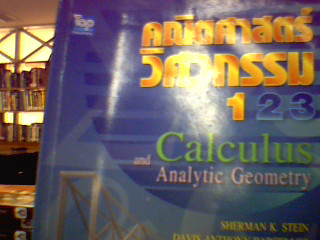 Top
คณิตศาสตร์
วิศวกรรม
1 2 3
Calculus
and Analytic Geometry
SHERMAN K. STEIN